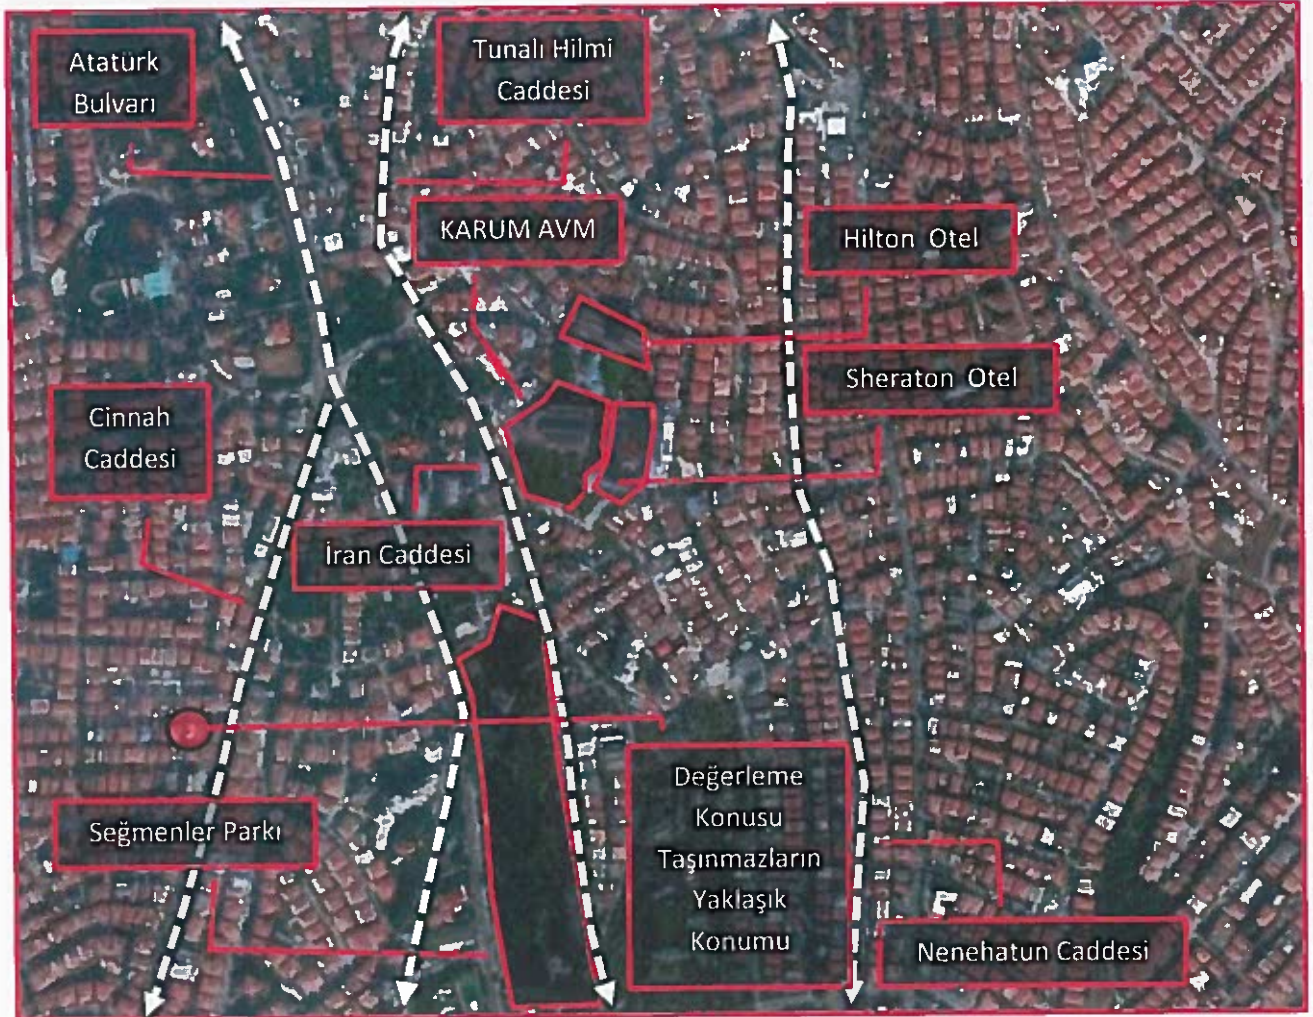 Atatürk
Bulvarı
Tunalı Hilmi
Caddesi
KARUM AVM
Hilton Otel
Sheraton Otel
Cinnah
Caddesi
İran Caddesi
Seğmenler Parkı
Değerleme
Konusu
Taşınmazların
Yaklaşık
Konumu
Nenehatun Caddesi